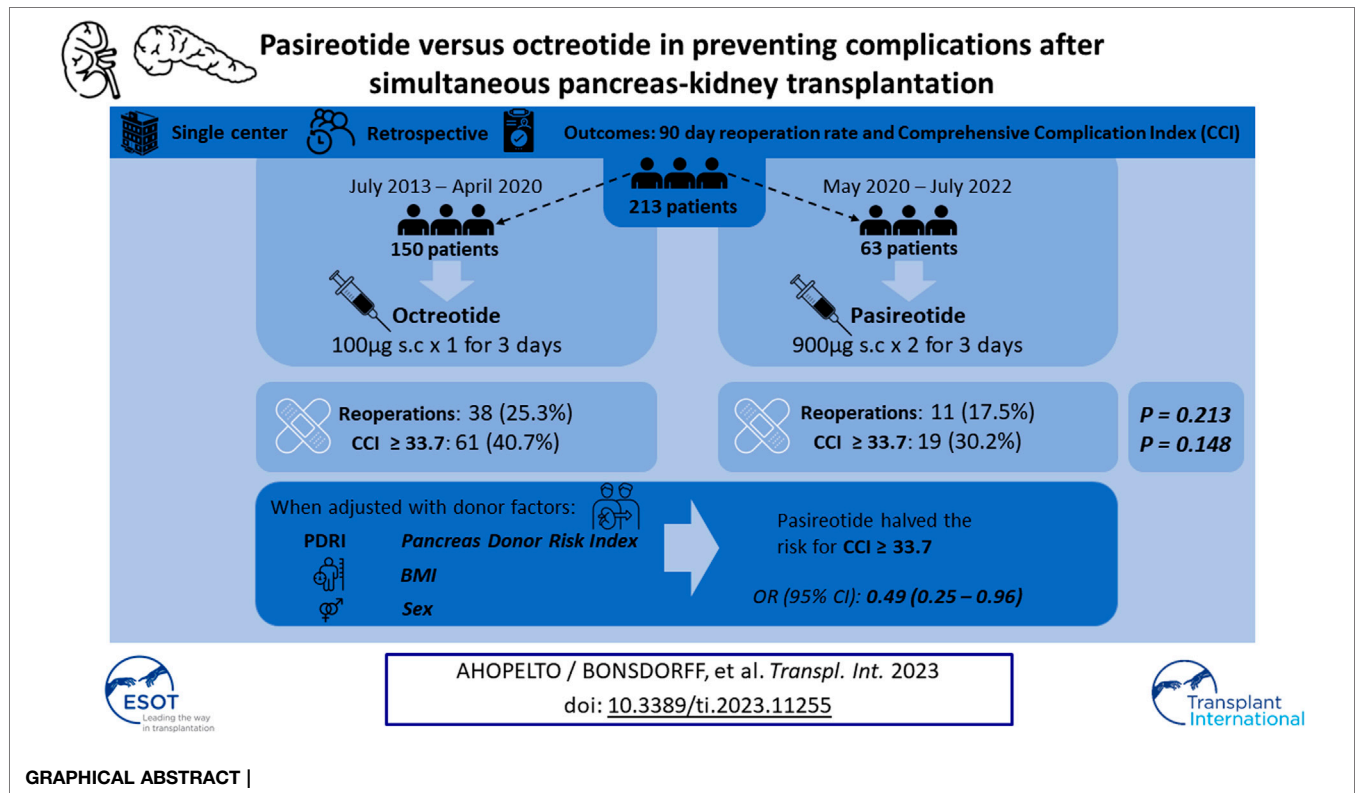 Pasireotide versus octreotide in preventing complications after
simultaneous pancreas-kidney transplantation
Single center
Retrospective
Outcomes: 90 day reoperation rate and Comprehensive Complication Index (CCI)
213 patients
July 2013 – April 2020
150 patients
Octreotide
100µg s.c x 1 for 3 days
May 2020 – July 2022
63 patients
Pasireotide
900µg s.c x 2 for 3 days
Reoperations: 38 (25.3%)
CCI ≥ 33.7: 61 (40.7%)
Reoperations: 11 (17.5%)
CCI ≥ 33.7: 19 (30.2%)
P = 0.213
P = 0.148
When adjusted with donor factors:
PDRI Pancreas Donor Risk Index
BMI
Sex
Pasireotide halved the
risk for CCI ≥ 33.7
OR (95% CI): 0.49 (0.25 – 0.96)
ESOT
Leading the way
in transplantation
AHOPELTO / BONSDORFF, et al. Transpl. Int. 2023
doi: 10.3389/ti.2023.11255
Transplant
International
GRAPHICAL ABSTRACT |